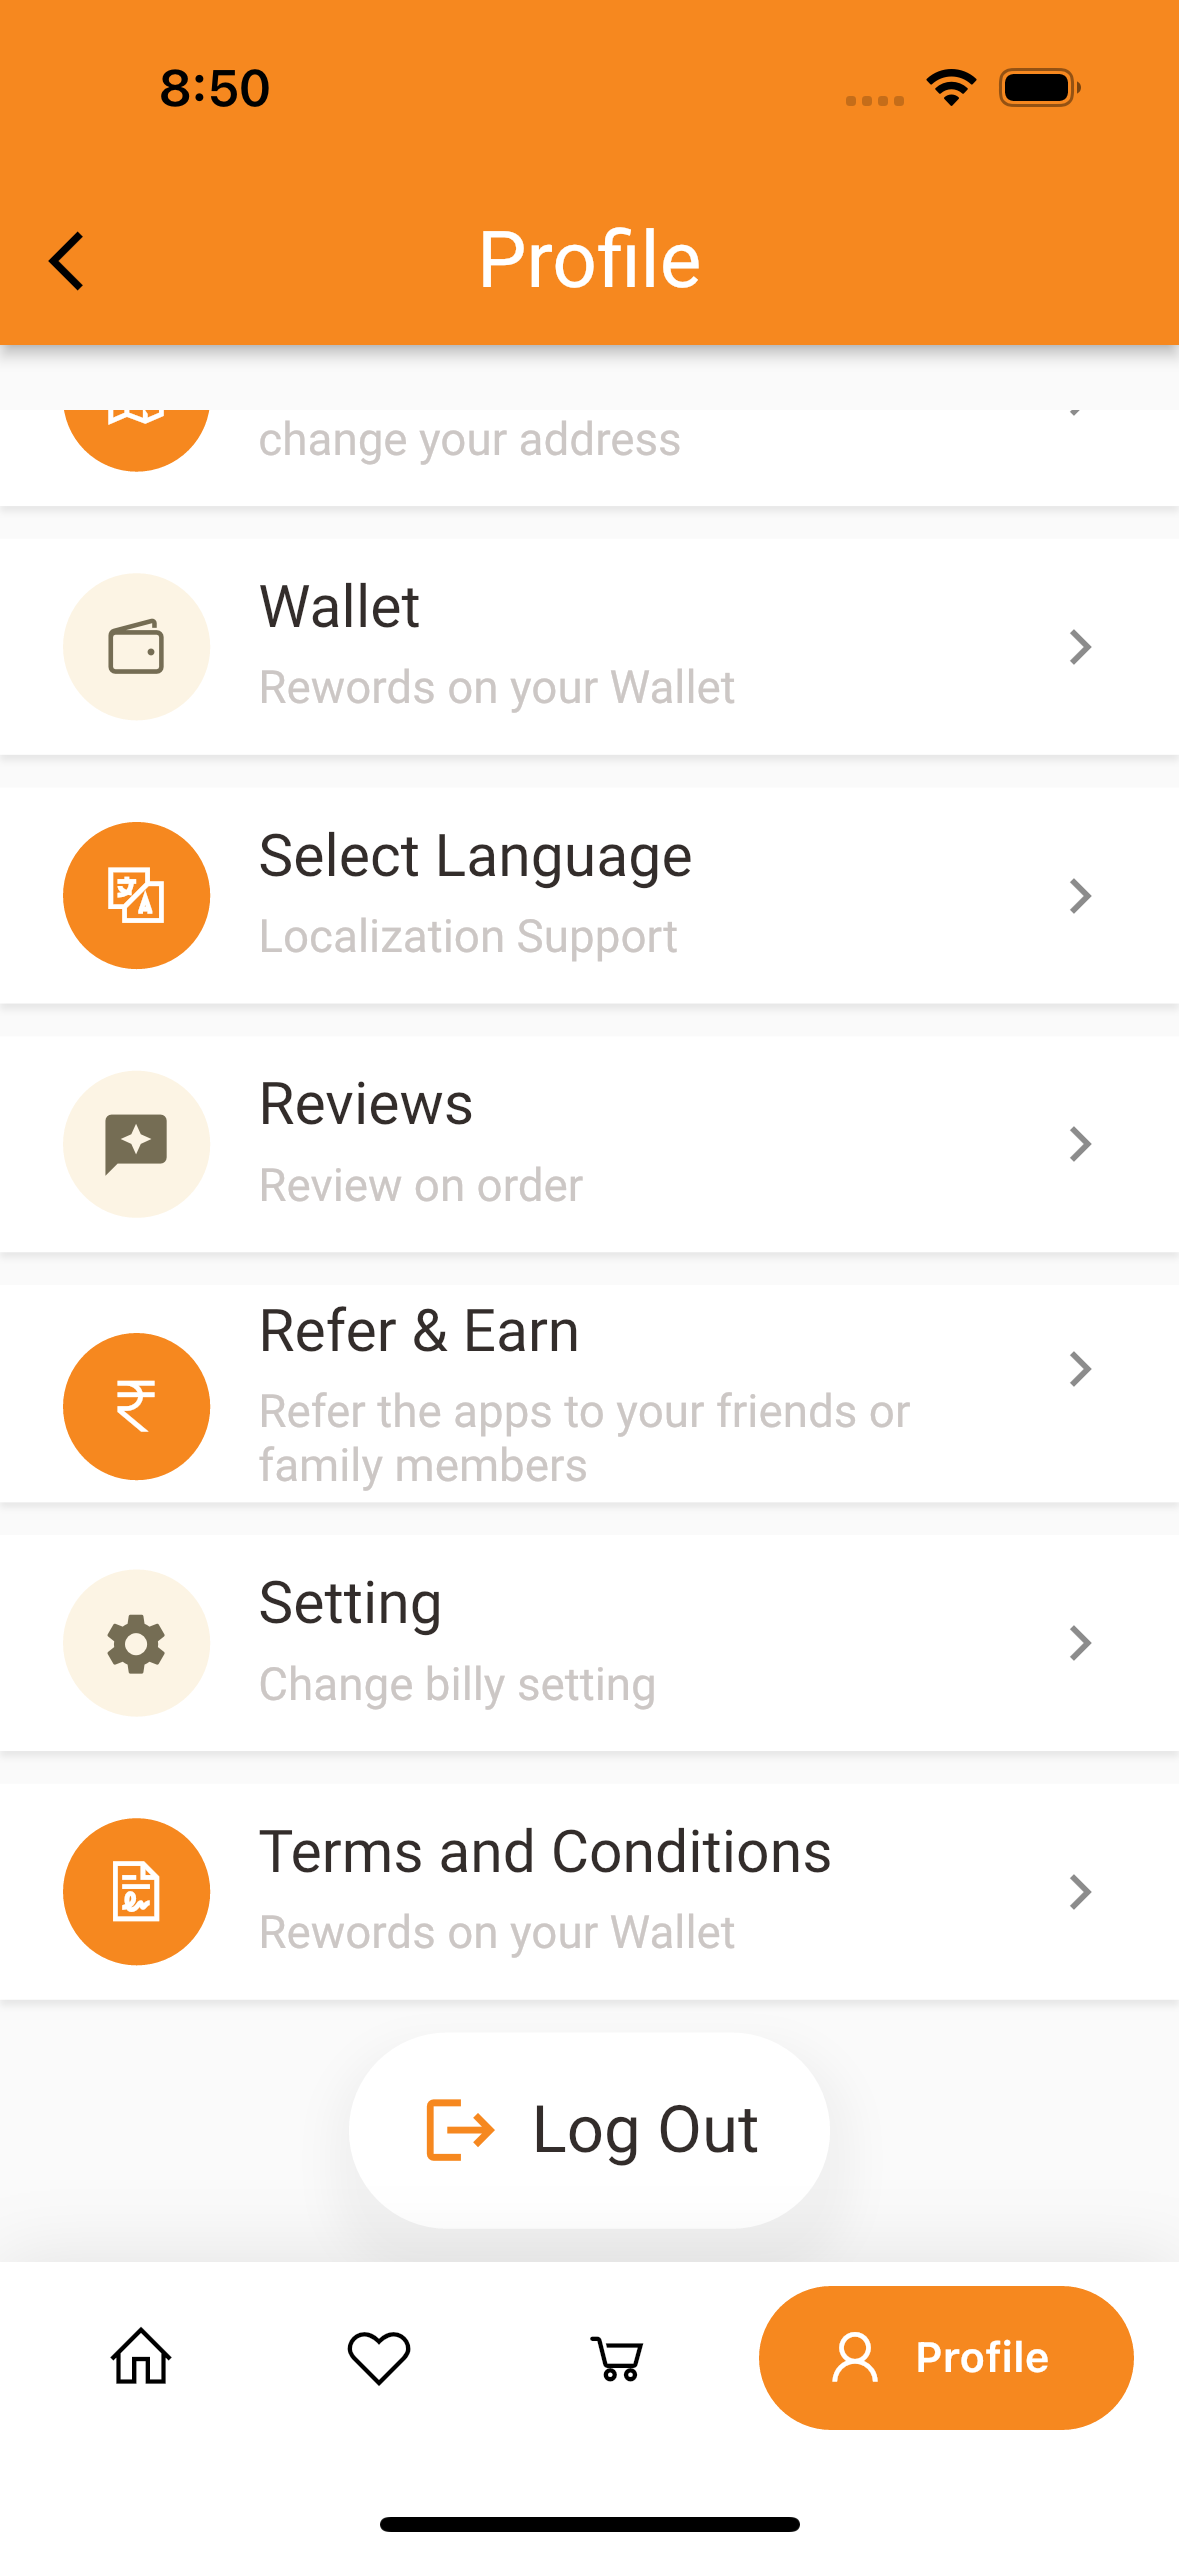 8:50
Profile
change your address
Wallet
Rewords on your Wallet
Select Language
Localization Support
Reviews
Review on order
Refer & Earn
Refer the apps to your friends or
family members
Setting
Change billy setting
Terms and Conditions
Rewords on your Wallet
Log Out
Profile